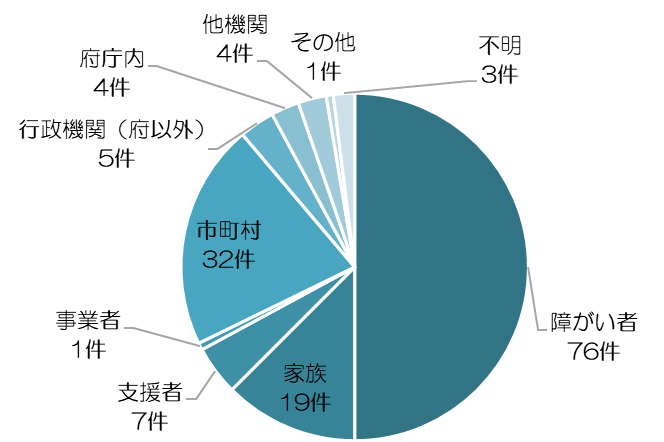 他機関
4件
その他
1件
不明
3件
府庁内
4件
行政機関（府以外）
5件
市町村
32件
事業者
1件
障がい者
76件
家族
19件
支援者
7件